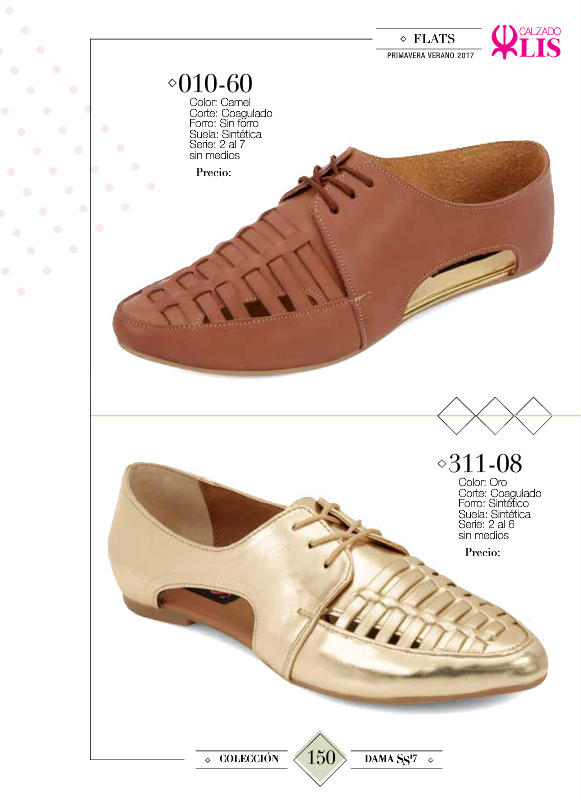 FLATS
PRIMAVERA VERANO 2017
CALZADO
LIS
010-60
Color: Camel
Corte: Coagulado
Forro: Sin forro
Suela: Sintética
Serie: 2 al 7
sin medios
Precio:
311-08
Color: Oro
Corte: Coagulado
Forro: Sintético
Suela: Sintética
Serie: 2 al 6
sin medios
Precio:
COLECCIÓN
150
DAMA SS'17